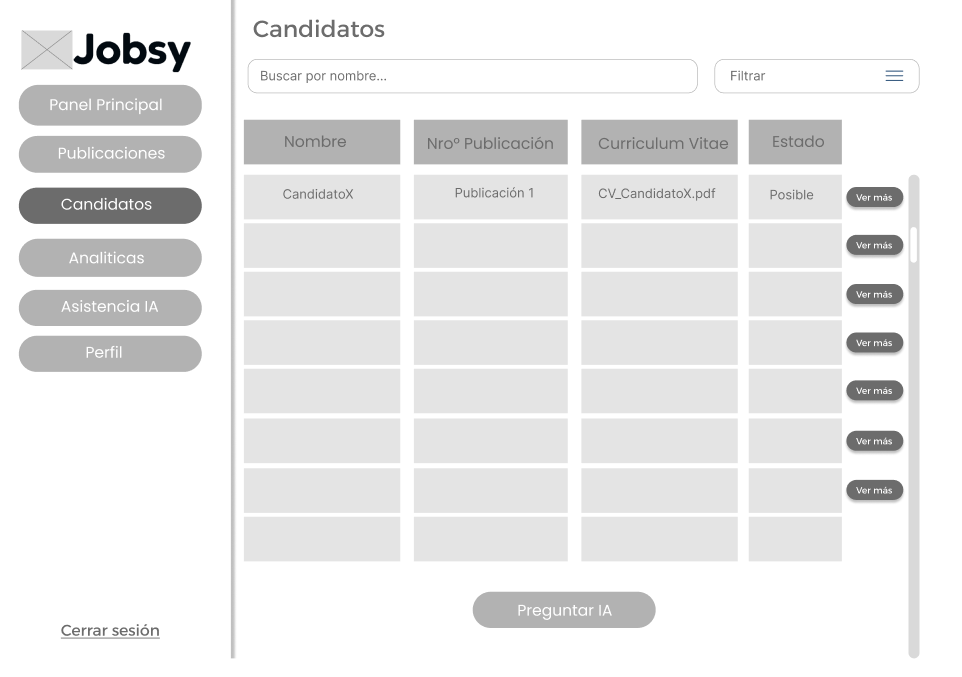 Jobsy
Panel Principal
Publicaciones
Candidatos
Analiticas
Asistencia IA
Perfil
Cerrar sesión
Candidatos
Buscar por nombre...
Filtrar
Nombre
Nroº Publicación
Curriculum Vitae
Estado
CandidatoX
Publicación 1
CV_CandidatoX.pdf
Posible
Ver más
Ver más
Ver más
Ver más
Ver más
Ver más
Ver más
Preguntar IA